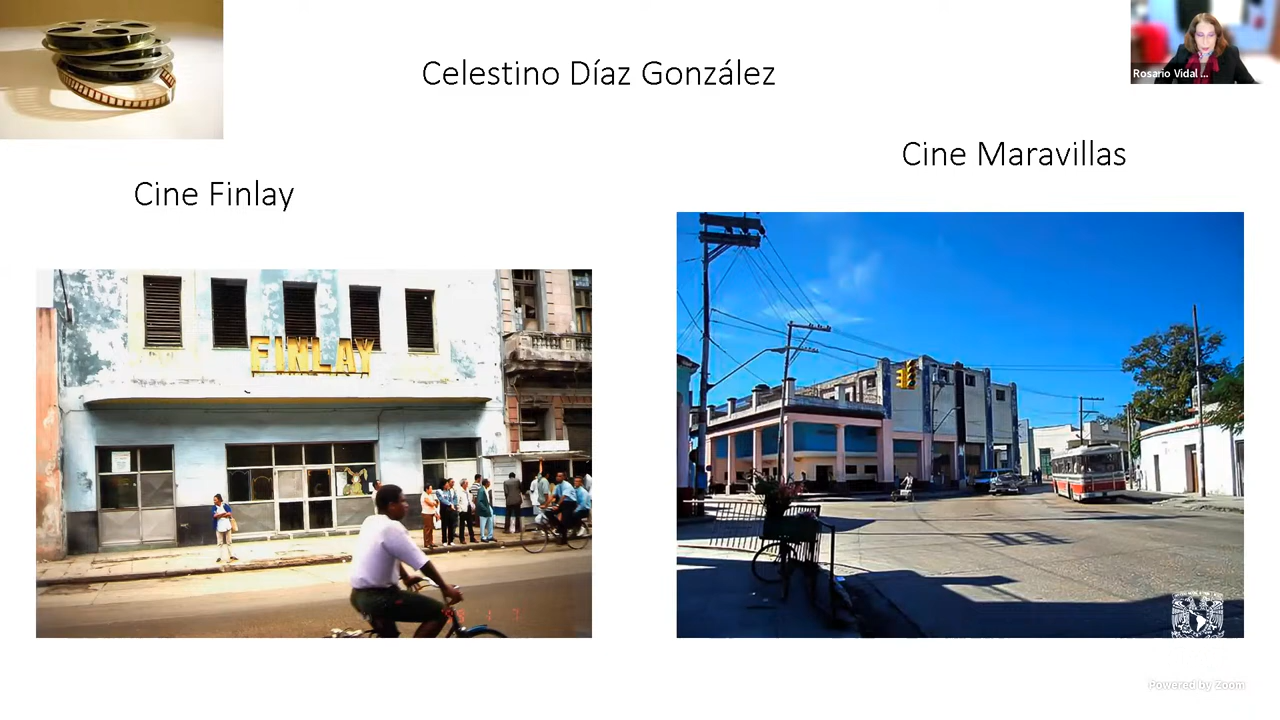 Celestino Díaz González
Rosario Vidal ...
Cine Maravillas
Cine Finlay
FINLAY
Powered by Zoom